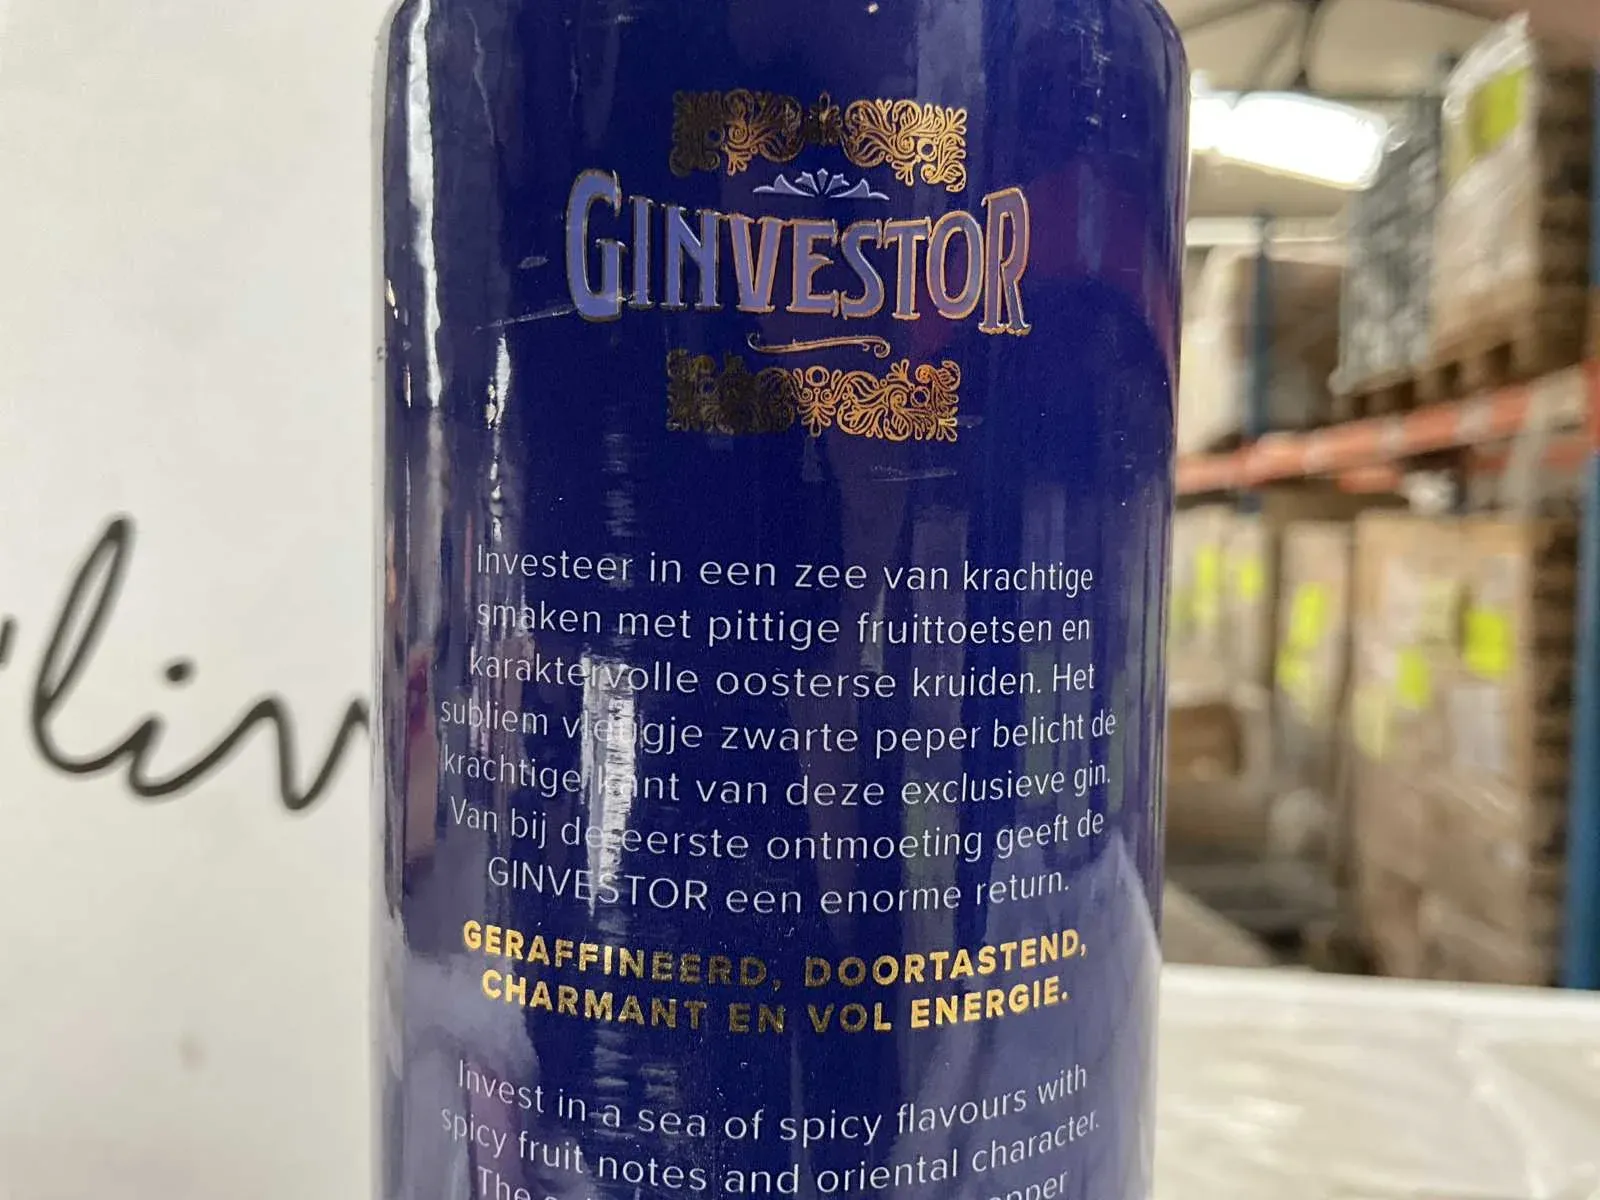 GINVESTOR
Investeer in een zee van krachtige
smaken met pittige fruittoetsen en
karaktervolle oosterse kruiden. Het
subliem vleugje zwarte peper belicht de
krachtige kant van deze exclusieve gin.
Van bij de eerste ontmoeting geeft de
GINVESTOR een enorme return.
GERAFFINEERD, DOORTASTEND,
CHARMANT EN VOL ENERGIE.
Invest in a sea of spicy flavours with
spicy fruit notes and oriental character.
The